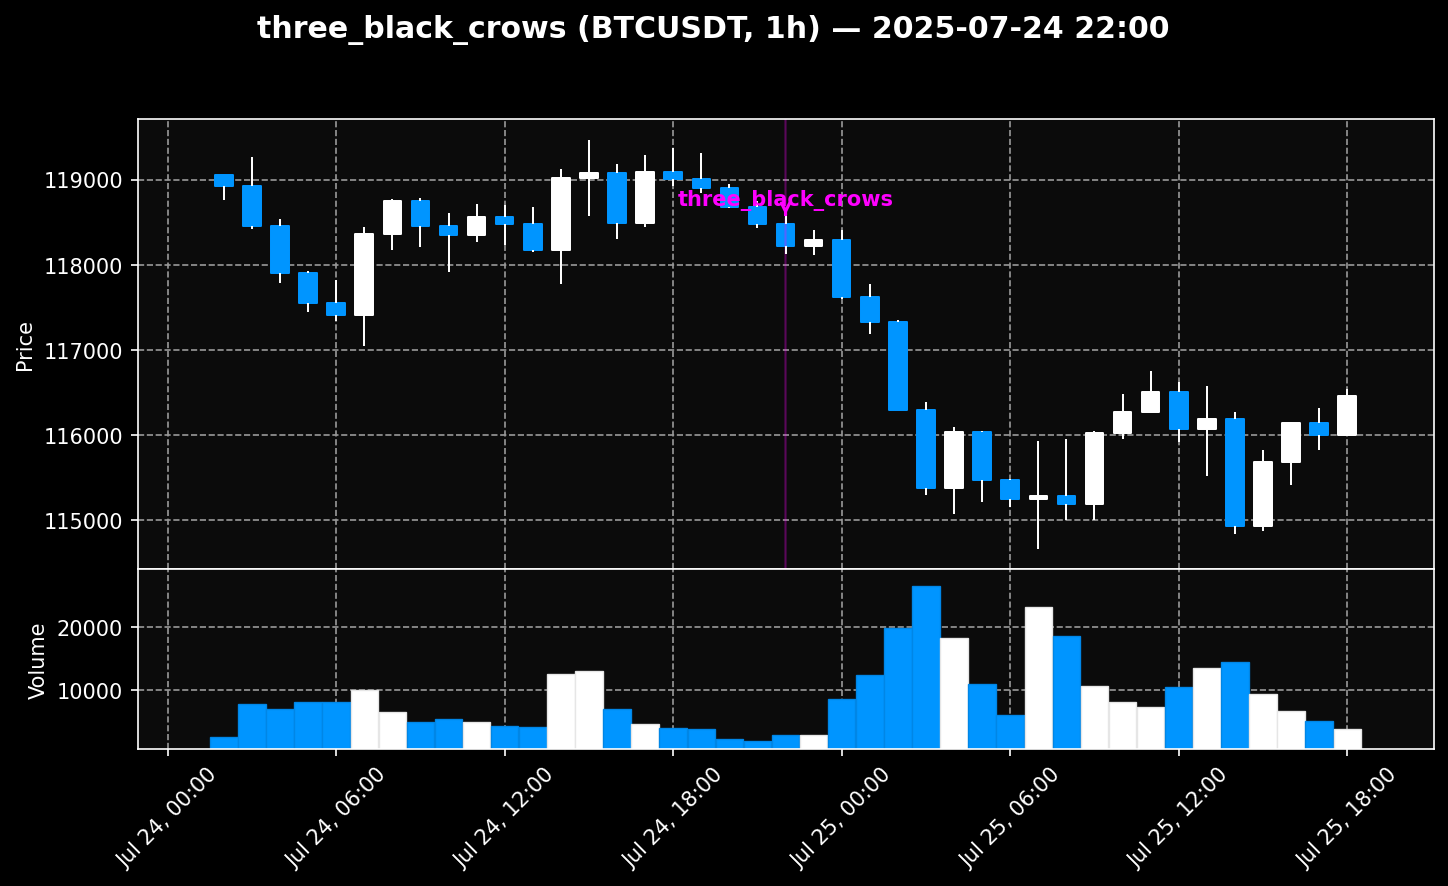 three_black_crows (BTCUSDT, 1h) — 2025-07-24 22:00
119000
118000
117000
116000
115000
Price
three_black_crows
20000
10000
Volume
Jul 24, 00:00
Jul 24, 06:00
Jul 24, 12:00
Jul 24, 18:00
Jul 25, 00:00
Jul 25, 06:00
Jul 25, 12:00
Jul 25, 18:00